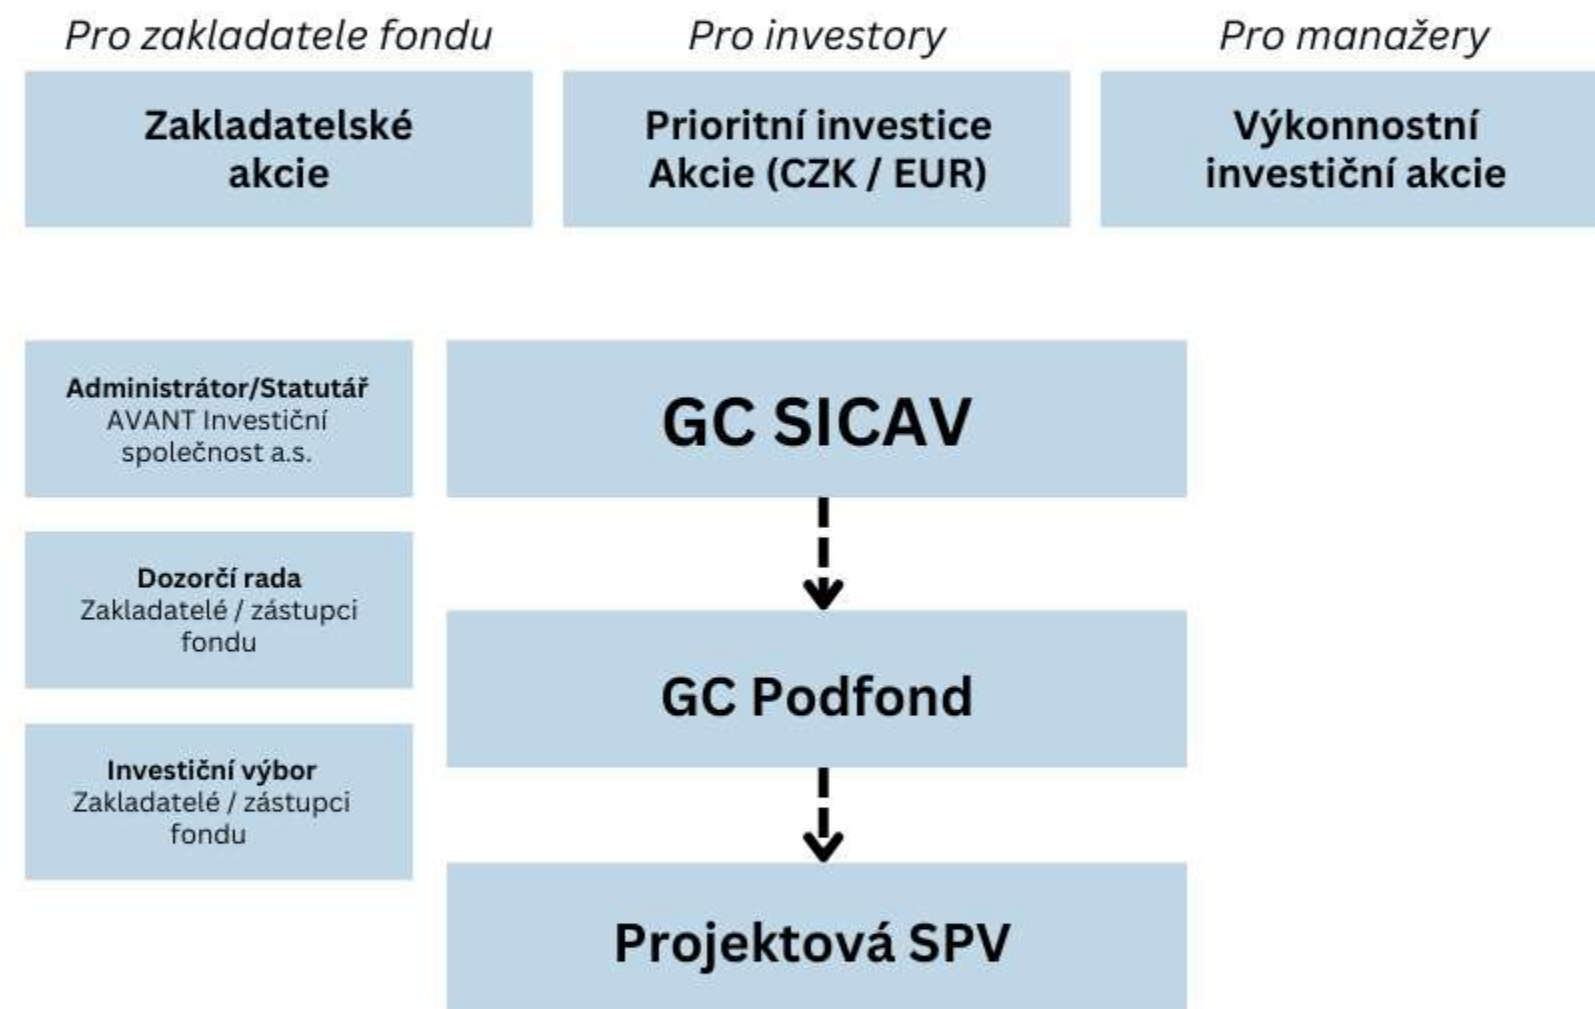 Pro zakladatele fondu
Pro investory
Pro manažery
Zakladatelské
akcie
Prioritní investice
Akcie (CZK / EUR)
Výkonnostní
investiční akcie
Administrátor/Statutář
AVANT Investiční
společnost a.s.
GC SICAV
Dozorčí rada
Zakladatelé / zástupci
fondu
GC Podfond
Investiční výbor
Zakladatelé / zástupci
fondu
Projektová SPV